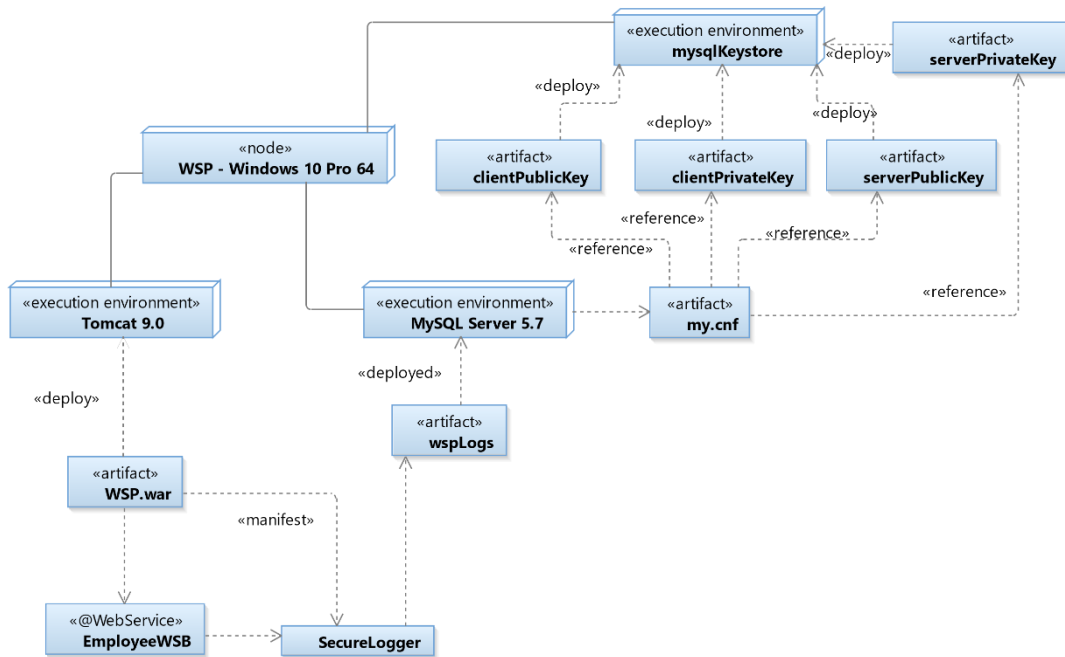 «execution environment»
mysqlKeystore
«artifact»
serverPrivateKey
«deploy»
«deploy»
«deploy»
«deploy»
«node»
WSP - Windows 10 Pro 64
«artifact»
clientPublicKey
«artifact»
clientPrivateKey
«artifact»
serverPublicKey
«reference»
«reference»
«reference»
«reference»
«execution environment»
Tomcat 9.0
«execution environment»
MySQL Server 5.7
«artifact»
my.cnf
«deploy»
«deployed»
«artifact»
wspLogs
«artifact»
WSP.war
«manifest»
«@WebService»
EmployeeWSB
SecureLogger